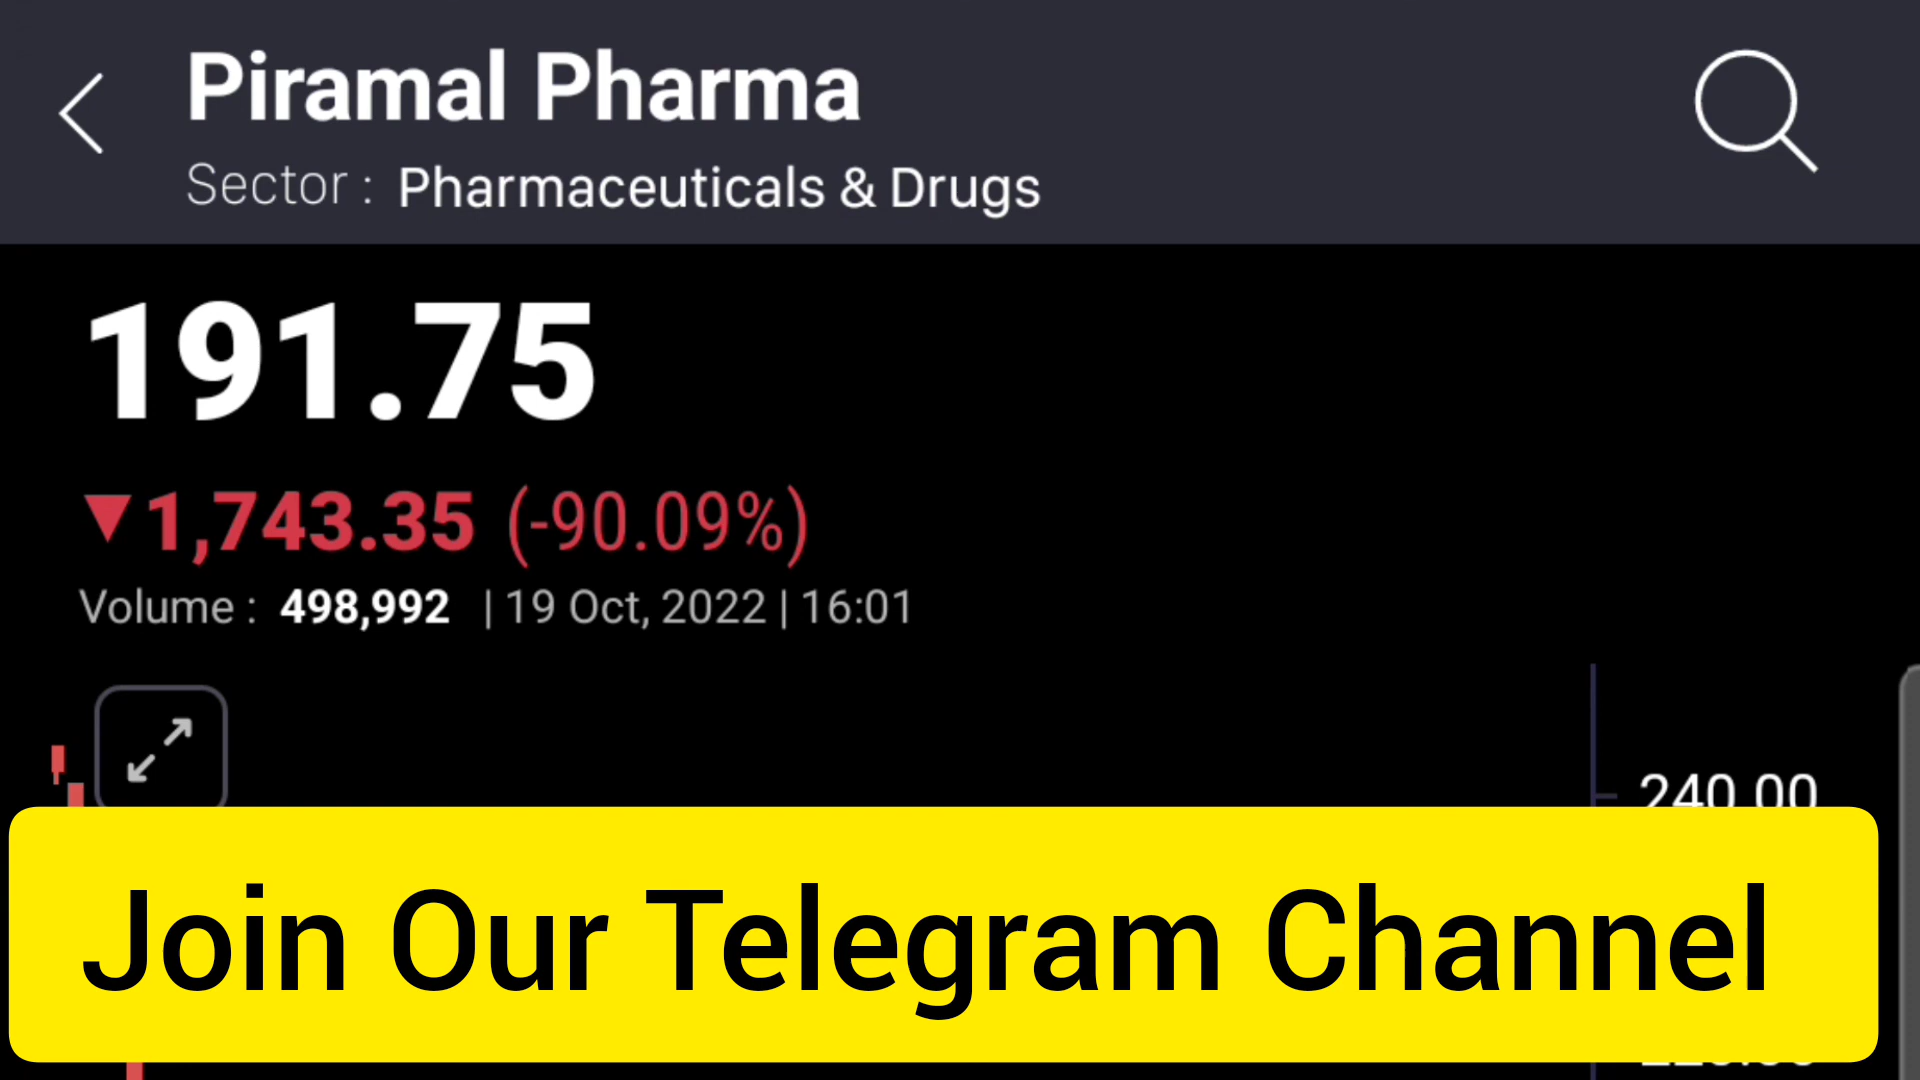 Piramal Pharma
Sector : Pharmaceuticals & Drugs
191.75
▼1,743.35 (-90.09%)
Volume : 498,992 | 19 Oct, 2022 | 16:01
240.00
Join Our Telegram Channel